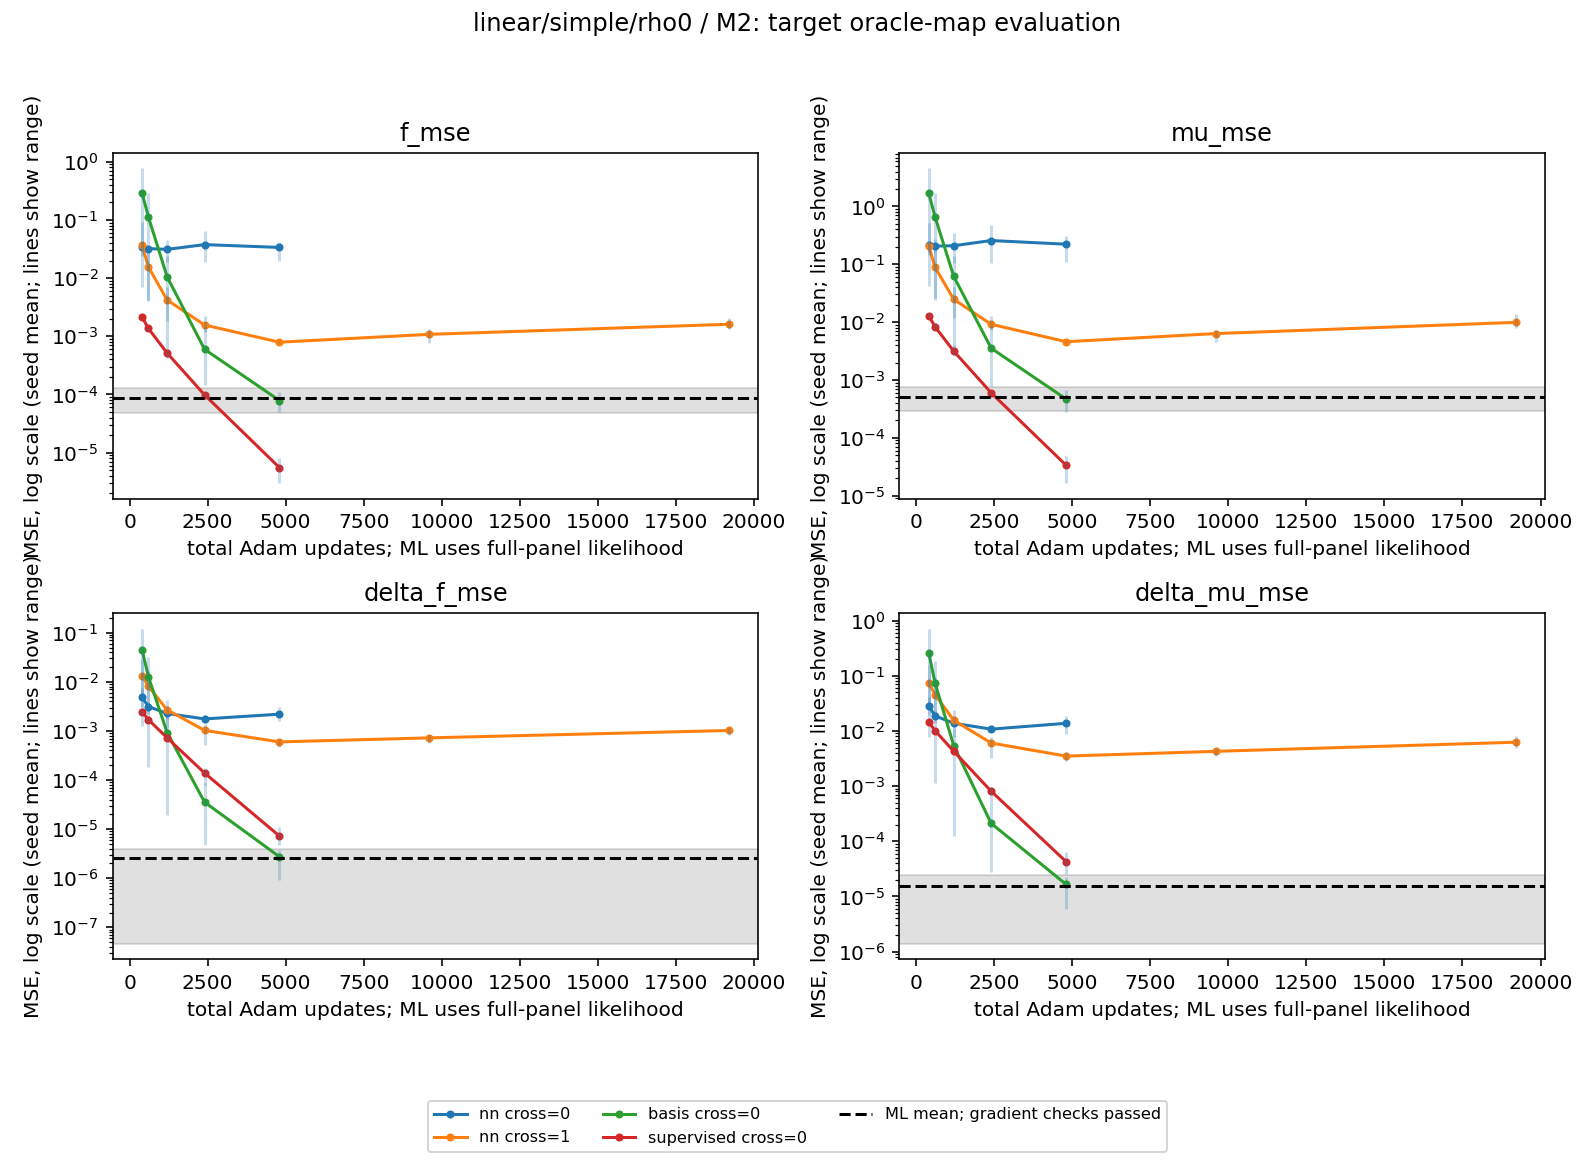 linear/simple/rho0 / M2: target oracle-map evaluation
f_mse
mu_mse
MSE, log scale (seed mean; lines show range)
10⁰
10⁻¹
10⁻²
10⁻³
10⁻⁴
10⁻⁵
0 2500 5000 7500 10000 12500 15000 17500 20000
total Adam updates; ML uses full-panel likelihood
MSE, log scale (seed mean; lines show range)
10⁰
10⁻¹
10⁻²
10⁻³
10⁻⁴
10⁻⁵
0 2500 5000 7500 10000 12500 15000 17500 20000
total Adam updates; ML uses full-panel likelihood
delta_f_mse
delta_mu_mse
MSE, log scale (seed mean; lines show range)
10⁻¹
10⁻²
10⁻³
10⁻⁴
10⁻⁵
10⁻⁶
10⁻⁷
0 2500 5000 7500 10000 12500 15000 17500 20000
total Adam updates; ML uses full-panel likelihood
MSE, log scale (seed mean; lines show range)
10⁰
10⁻¹
10⁻²
10⁻³
10⁻⁴
10⁻⁵
10⁻⁶
0 2500 5000 7500 10000 12500 15000 17500 20000
total Adam updates; ML uses full-panel likelihood
nn cross=0
nn cross=1
basis cross=0
supervised cross=0
ML mean; gradient checks passed